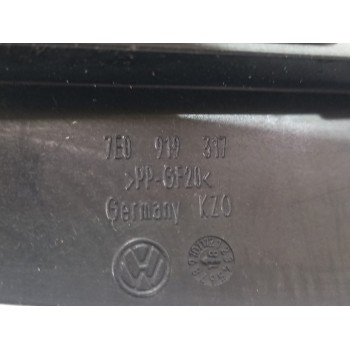 7E0 919 317
>PP-GF20<
Germany KZO